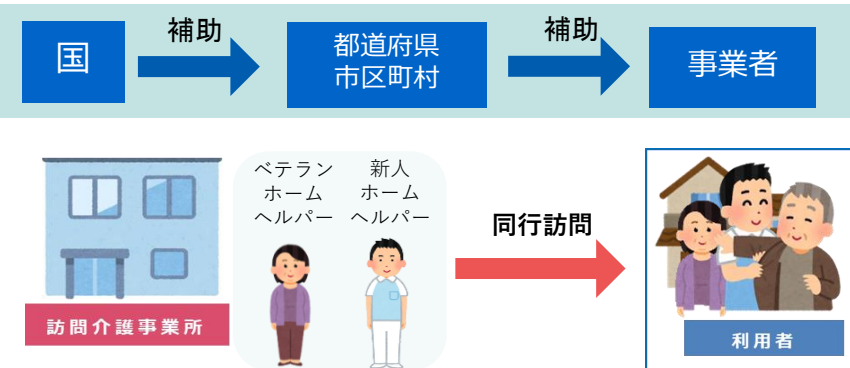 国
補助
都道府県
市区町村
補助
事業者
ベテラン
ホーム
ヘルパー
新人
ホーム
ヘルパー
同行訪問
訪問介護事業所
利用者